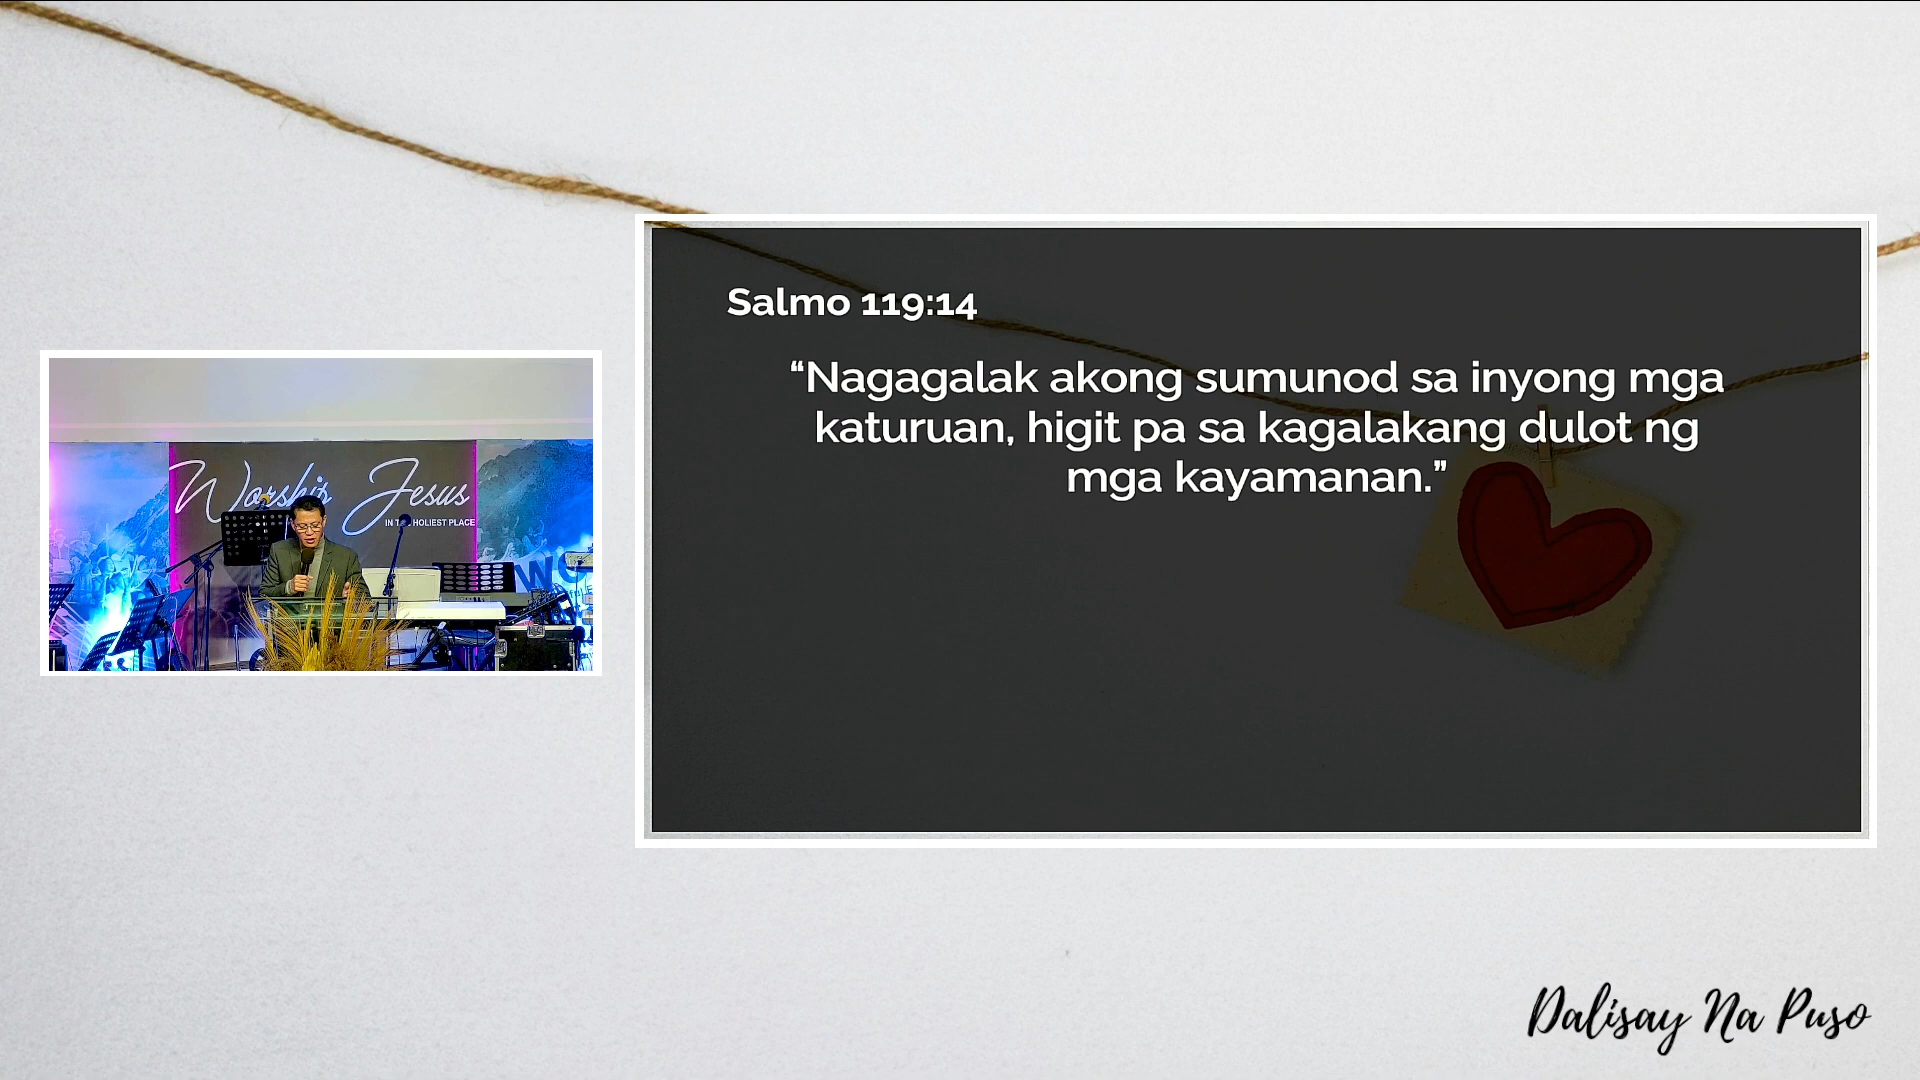 Salmo 119:14
“Nagagalak akong sumunod sa inyong mga
katuruan, higit pa sa kagalakang dulot ng
mga kayamanan.”
Worship Jesus
HOLIEST PLACE
Dalisay Na Puso